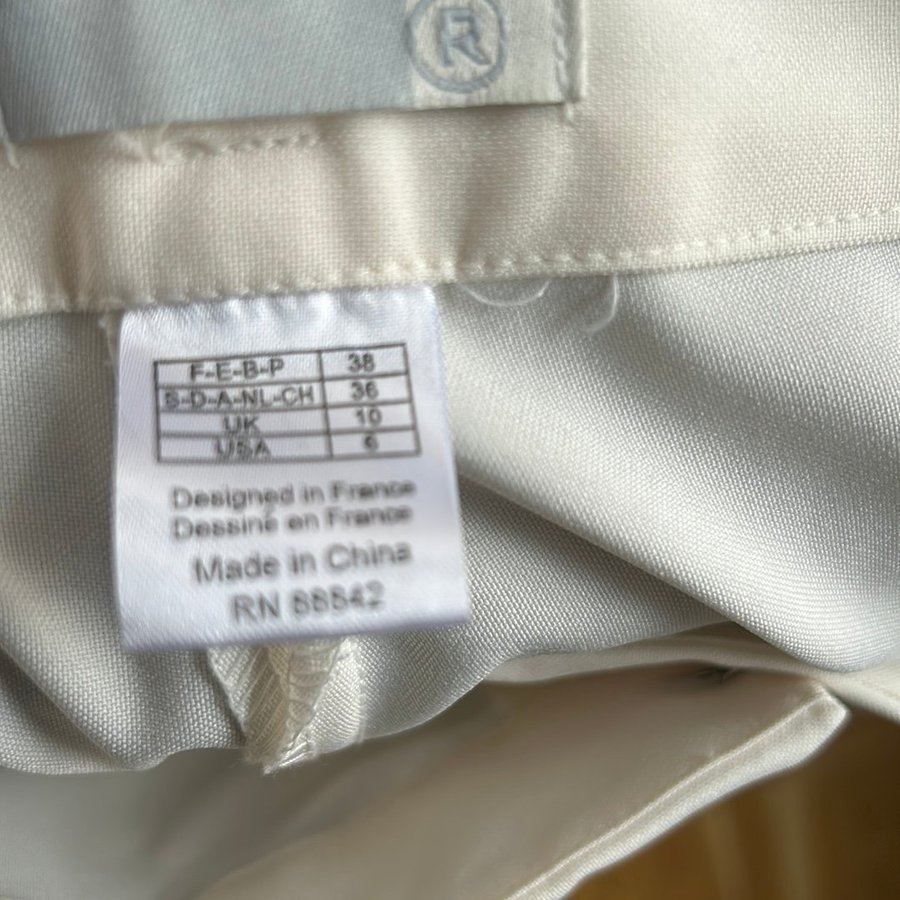 R
F-E-B-P 38
S-D-A-NL-CH 36
UK 10
USA 6
Designed in France
Dessiné en France
Made in China
RN 88842